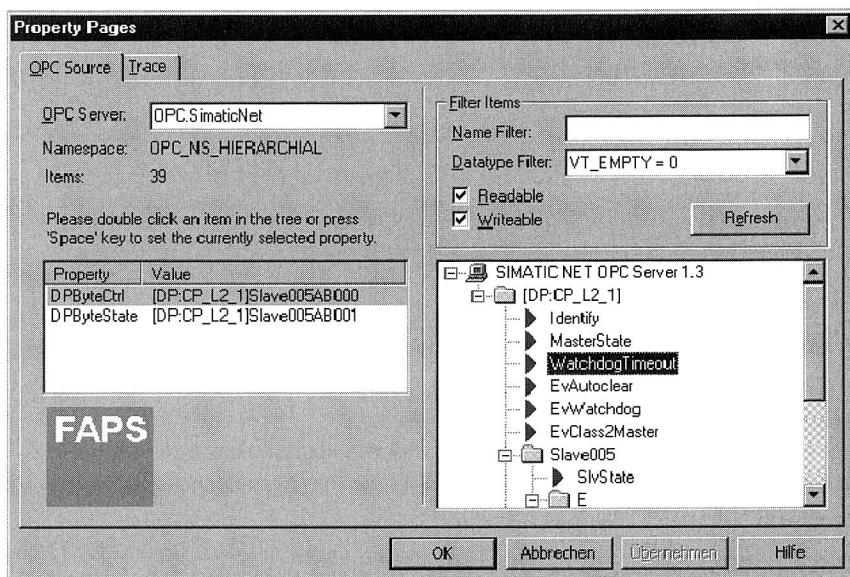 Property Pages
OPC Source
Trace
OPC Server:
OPC.SimaticNet
Namespace:
OPC_NS_HIERARCHIAL
Items:
39
Please double click an item in the tree or press
'Space' key to set the currently selected property.
Property
Value
DPByteCtrl
[DP:CP_L2_1]Slave005AB000
DPByteState
[DP:CP_L2_1]Slave005AB001
FAPS
Filter Items
Name Filter:
Datatype Filter:
VT_EMPTY = 0
Readable
Writeable
Refresh
SIMATIC NET OPC Server 1.3
[DP:CP_L2_1]
Identify
MasterState
WatchdogTimeout
EvAutoclear
EvWatchdog
EvClass2Master
Slave005
SlvState
E
OK
Abbrechen
Übernehmen
Hilfe